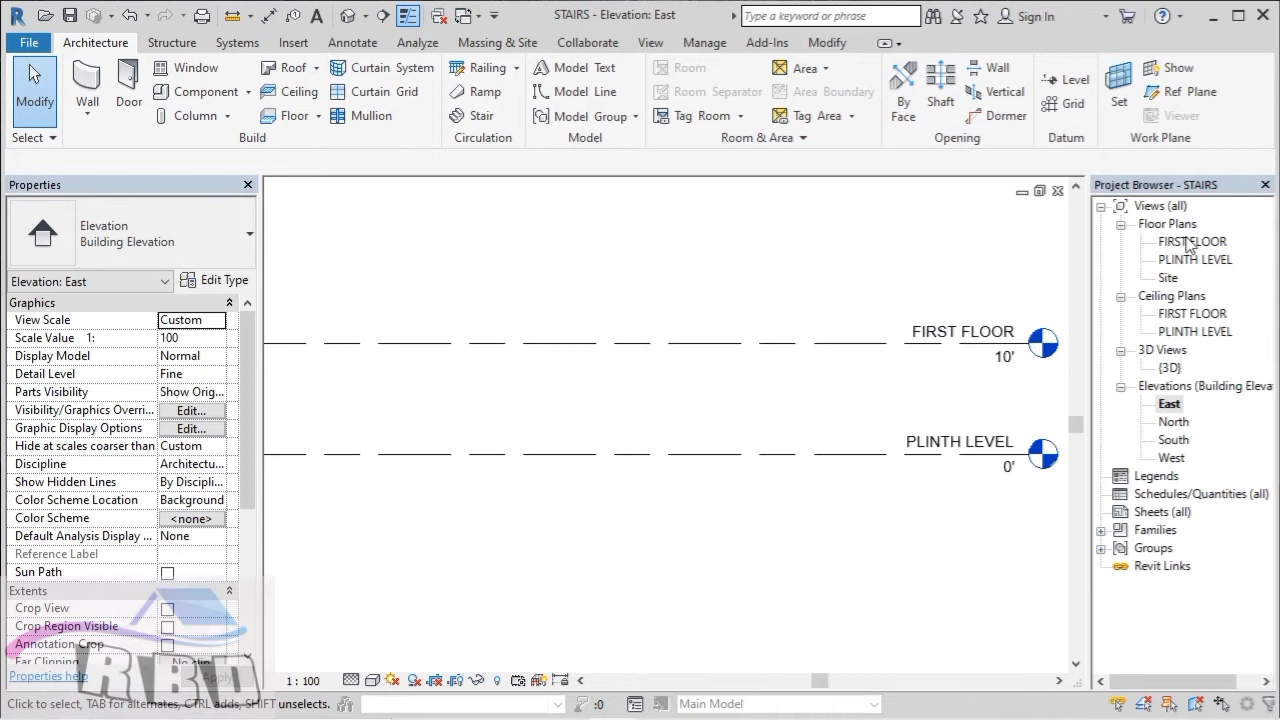 STAIRS - Elevation: East
Type a keyword or phrase
Sign In
File Architecture Structure Systems Insert Annotate Analyze Massing & Site Collaborate View Manage Add-Ins Modify
Modify
Select
Wall
Door
Window
Component
Column
Roof
Ceiling
Floor
Curtain System
Curtain Grid
Mullion
Build
Railing
Ramp
Stair
Circulation
Model Text
Model Line
Model Group
Model
Room
Room Separator
Tag Room
Area
Area Boundary
Tag Area
Room & Area
By
Face
Shaft
Wall
Vertical
Dormer
Opening
Level
Grid
Datum
Set
Show
Ref Plane
Viewer
Work Plane
Properties
Elevation
Building Elevation
Elevation: East
Edit Type
Graphics
View Scale Custom
Scale Value 1: 100
Display Model Normal
Detail Level Fine
Parts Visibility Show Orig...
Visibility/Graphics Overri... Edit...
Graphic Display Options Edit...
Hide at scales coarser than Custom
Discipline Architectu...
Show Hidden Lines By Discipli...
Color Scheme Location Background
Color Scheme <none>
Default Analysis Display ... None
Reference Label
Sun Path
Extents
Crop View
Crop Region Visible
Annotation Crop
Far Clipping No clip
Properties help
Apply
RBD
FIRST FLOOR
10'
PLINTH LEVEL
0'
1 : 100
Project Browser - STAIRS
Views (all)
Floor Plans
FIRST FLOOR
PLINTH LEVEL
Site
Ceiling Plans
FIRST FLOOR
PLINTH LEVEL
3D Views
{3D}
Elevations (Building Eleva
East
North
South
West
Legends
Schedules/Quantities (all)
Sheets (all)
Families
Groups
Revit Links
Click to select, TAB for alternates, CTRL adds, SHIFT unselects.
:0
Main Model